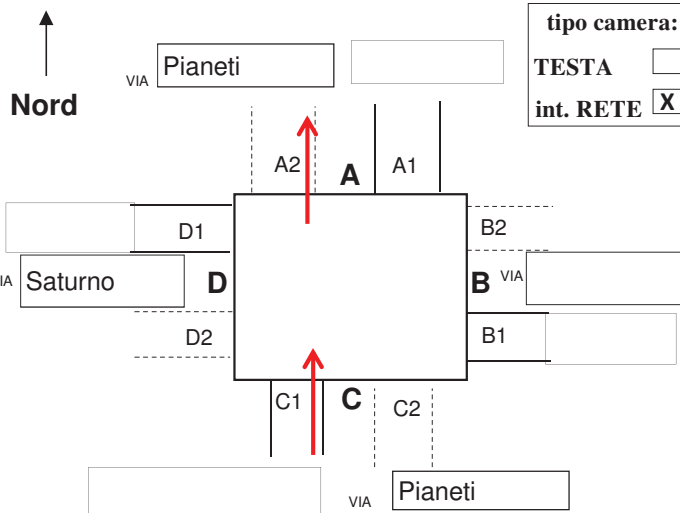 tipo camera:
VIA Pianeti
TESTA
Nord
int. RETE X
A2
A
A1
D1
B2
VIA Saturno
D
B
VIA
D2
B1
C1
C
C2
VIA Pianeti